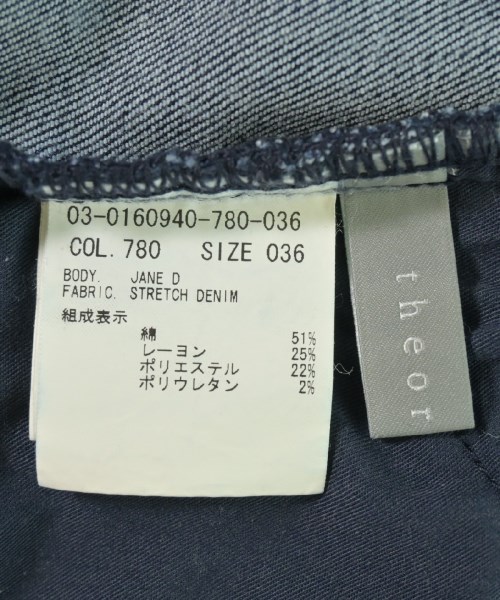 03-0160940-780-036
COL. 780 SIZE 036
BODY. JANE D
FABRIC. STRETCH DENIM
組成表示
綿 51%
レーヨン 25%
ポリエステル 22%
ポリウレタン 2%
theor